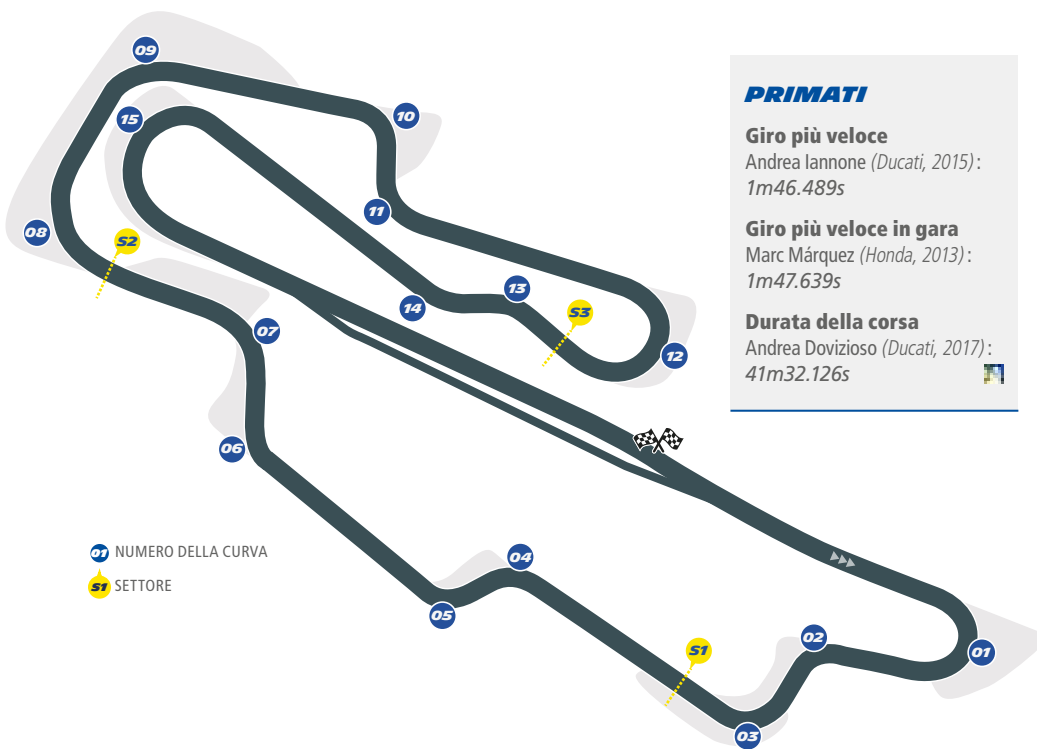 09
15
10
11
08
S2
13
14
S3
12
07
06
04
05
02
S1
01
03
01 NUMERO DELLA CURVA
S1 SETTORE
PRIMATI
Giro più veloce
Andrea Iannone (Ducati, 2015):
1m46.489s
Giro più veloce in gara
Marc Márquez (Honda, 2013):
1m47.639s
Durata della corsa
Andrea Dovizioso (Ducati, 2017):
41m32.126s